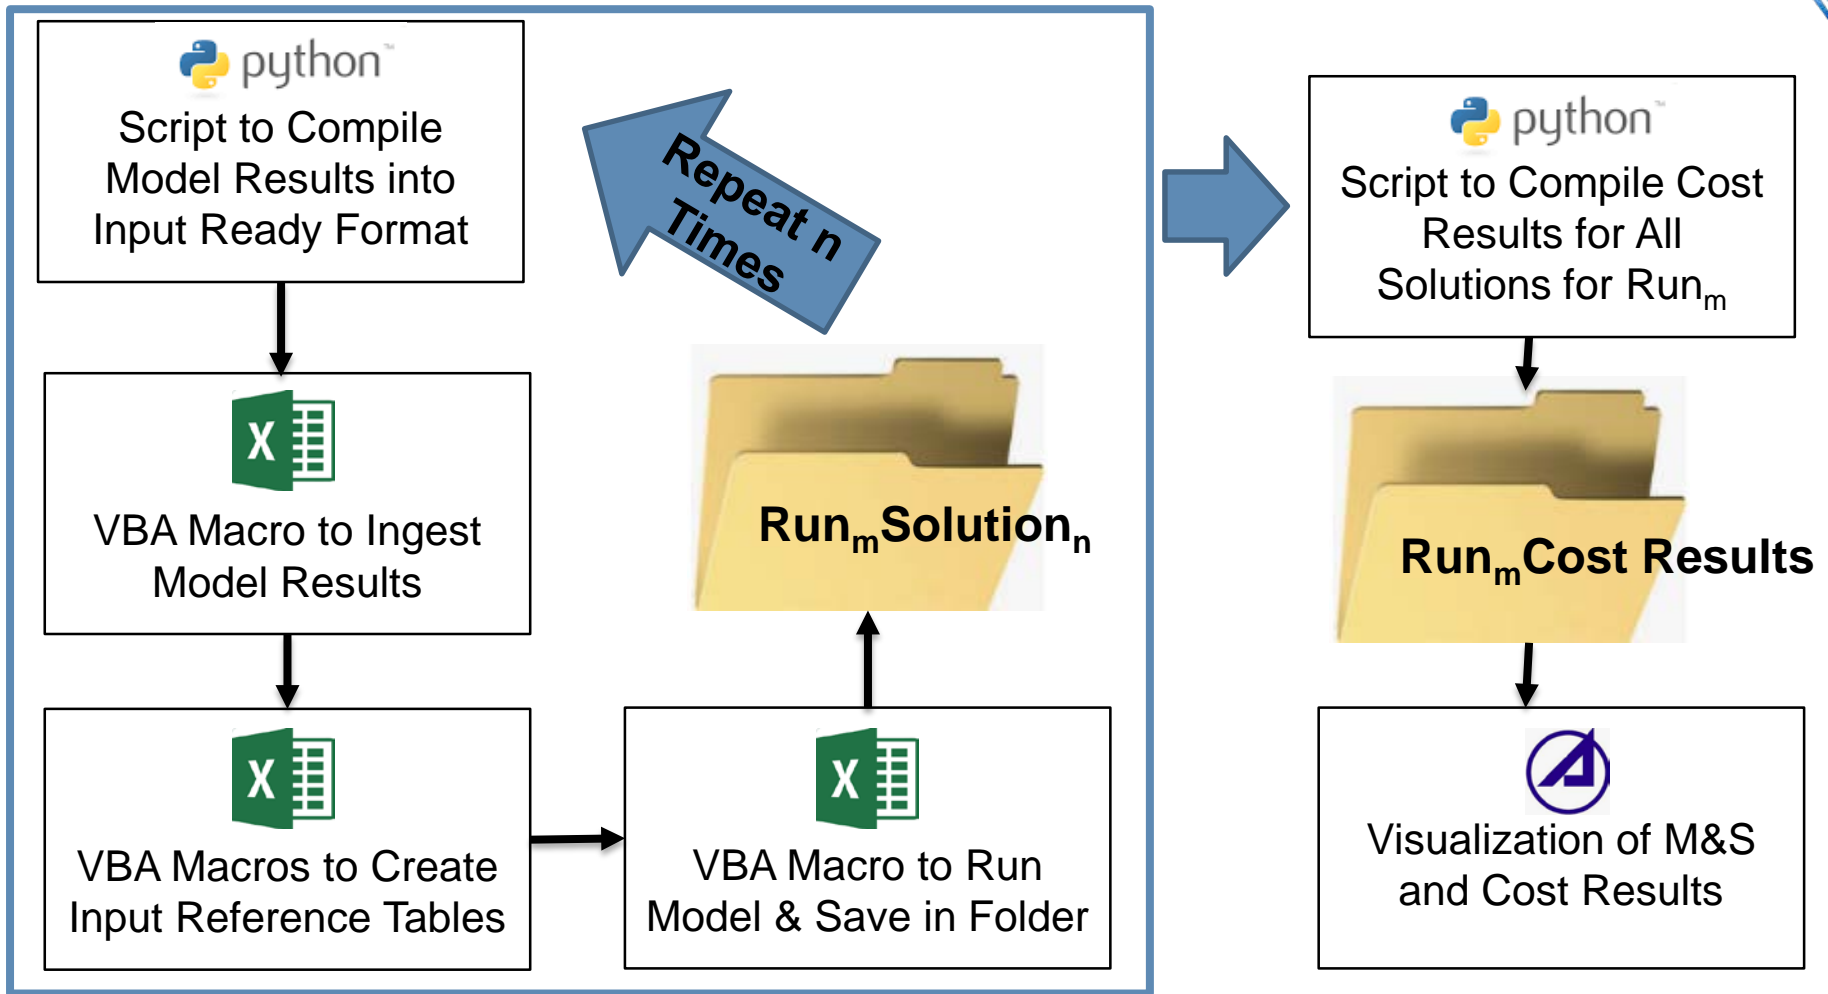 python™
Script to Compile
Model Results into
Input Ready Format
VBA Macro to Ingest
Model Results
VBA Macros to Create
Input Reference Tables
VBA Macro to Run
Model & Save in Folder
RunmSolutionn
Repeat n
Times
python™
Script to Compile Cost
Results for All
Solutions for Runm
RunmCost Results
Visualization of M&S
and Cost Results